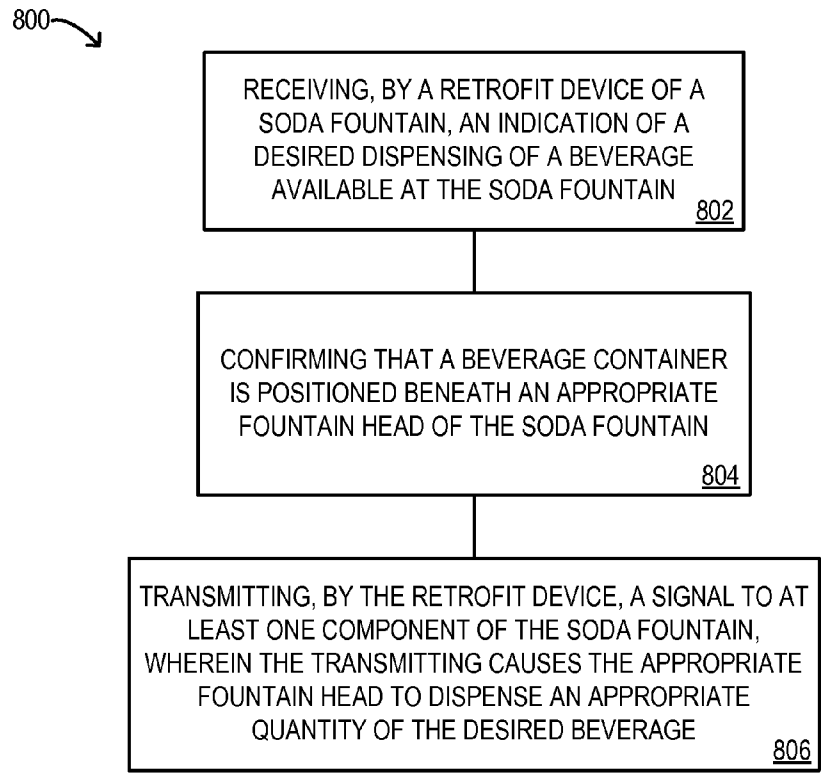 800
RECEIVING, BY A RETROFIT DEVICE OF A
SODA FOUNTAIN, AN INDICATION OF A
DESIRED DISPENSING OF A BEVERAGE
AVAILABLE AT THE SODA FOUNTAIN
802
CONFIRMING THAT A BEVERAGE CONTAINER
IS POSITIONED BENEATH AN APPROPRIATE
FOUNTAIN HEAD OF THE SODA FOUNTAIN
804
TRANSMITTING, BY THE RETROFIT DEVICE, A SIGNAL TO AT
LEAST ONE COMPONENT OF THE SODA FOUNTAIN,
WHEREIN THE TRANSMITTING CAUSES THE APPROPRIATE
FOUNTAIN HEAD TO DISPENSE AN APPROPRIATE
QUANTITY OF THE DESIRED BEVERAGE
806